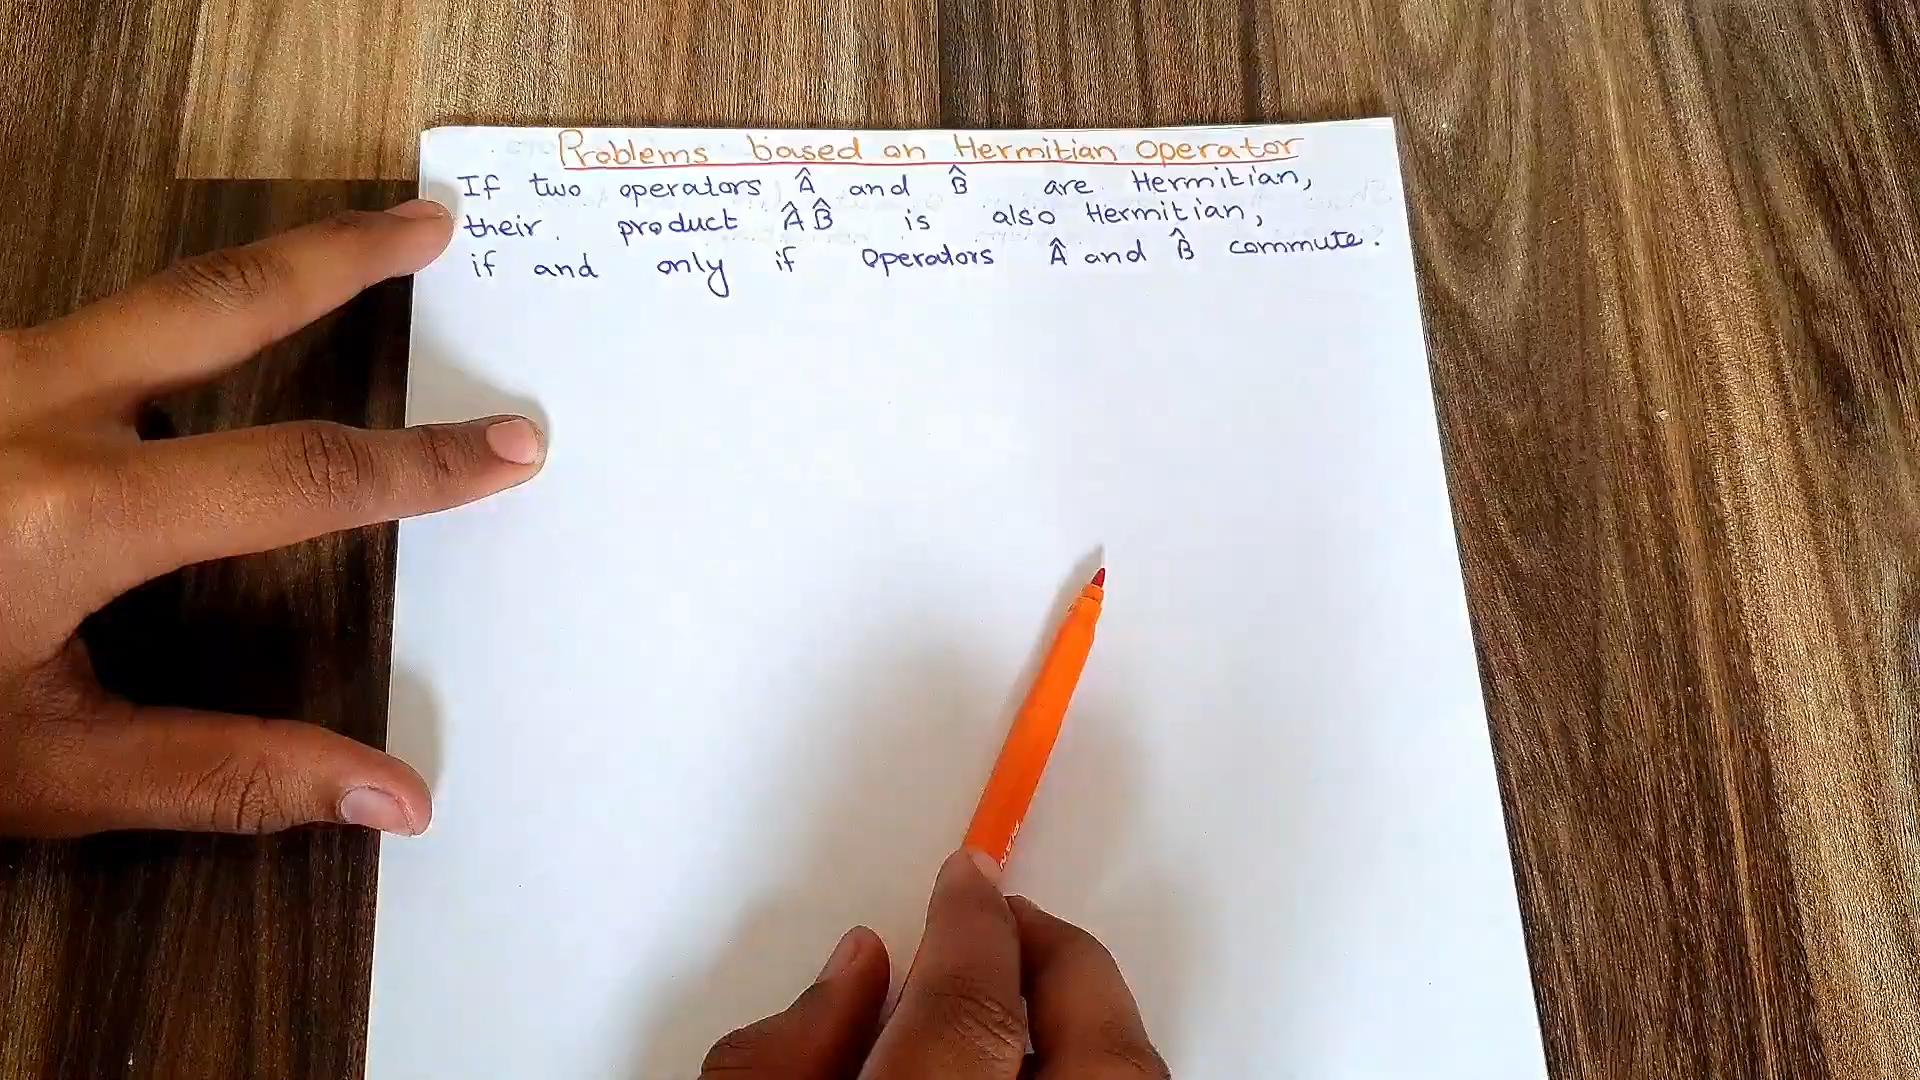 Problems based on Hermitian Operator
If two operators Â and B̂ are Hermitian,
their product ÂB̂ is also Hermitian,
if and only if Operators Â and B̂ commute.